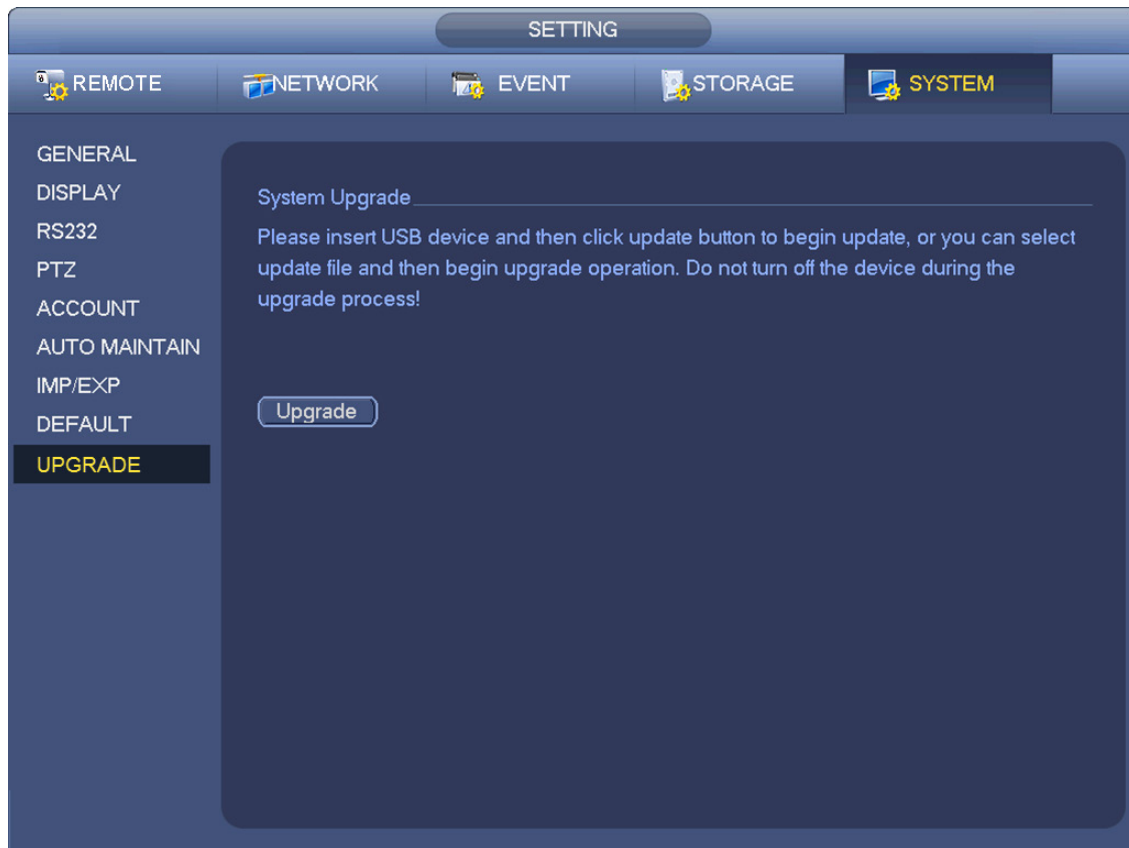 SETTING
REMOTE
NETWORK
EVENT
STORAGE
SYSTEM
GENERAL
DISPLAY
RS232
PTZ
ACCOUNT
AUTO MAINTAIN
IMP/EXP
DEFAULT
UPGRADE
System Upgrade
Please insert USB device and then click update button to begin update, or you can select
update file and then begin upgrade operation. Do not turn off the device during the
upgrade process!
Upgrade